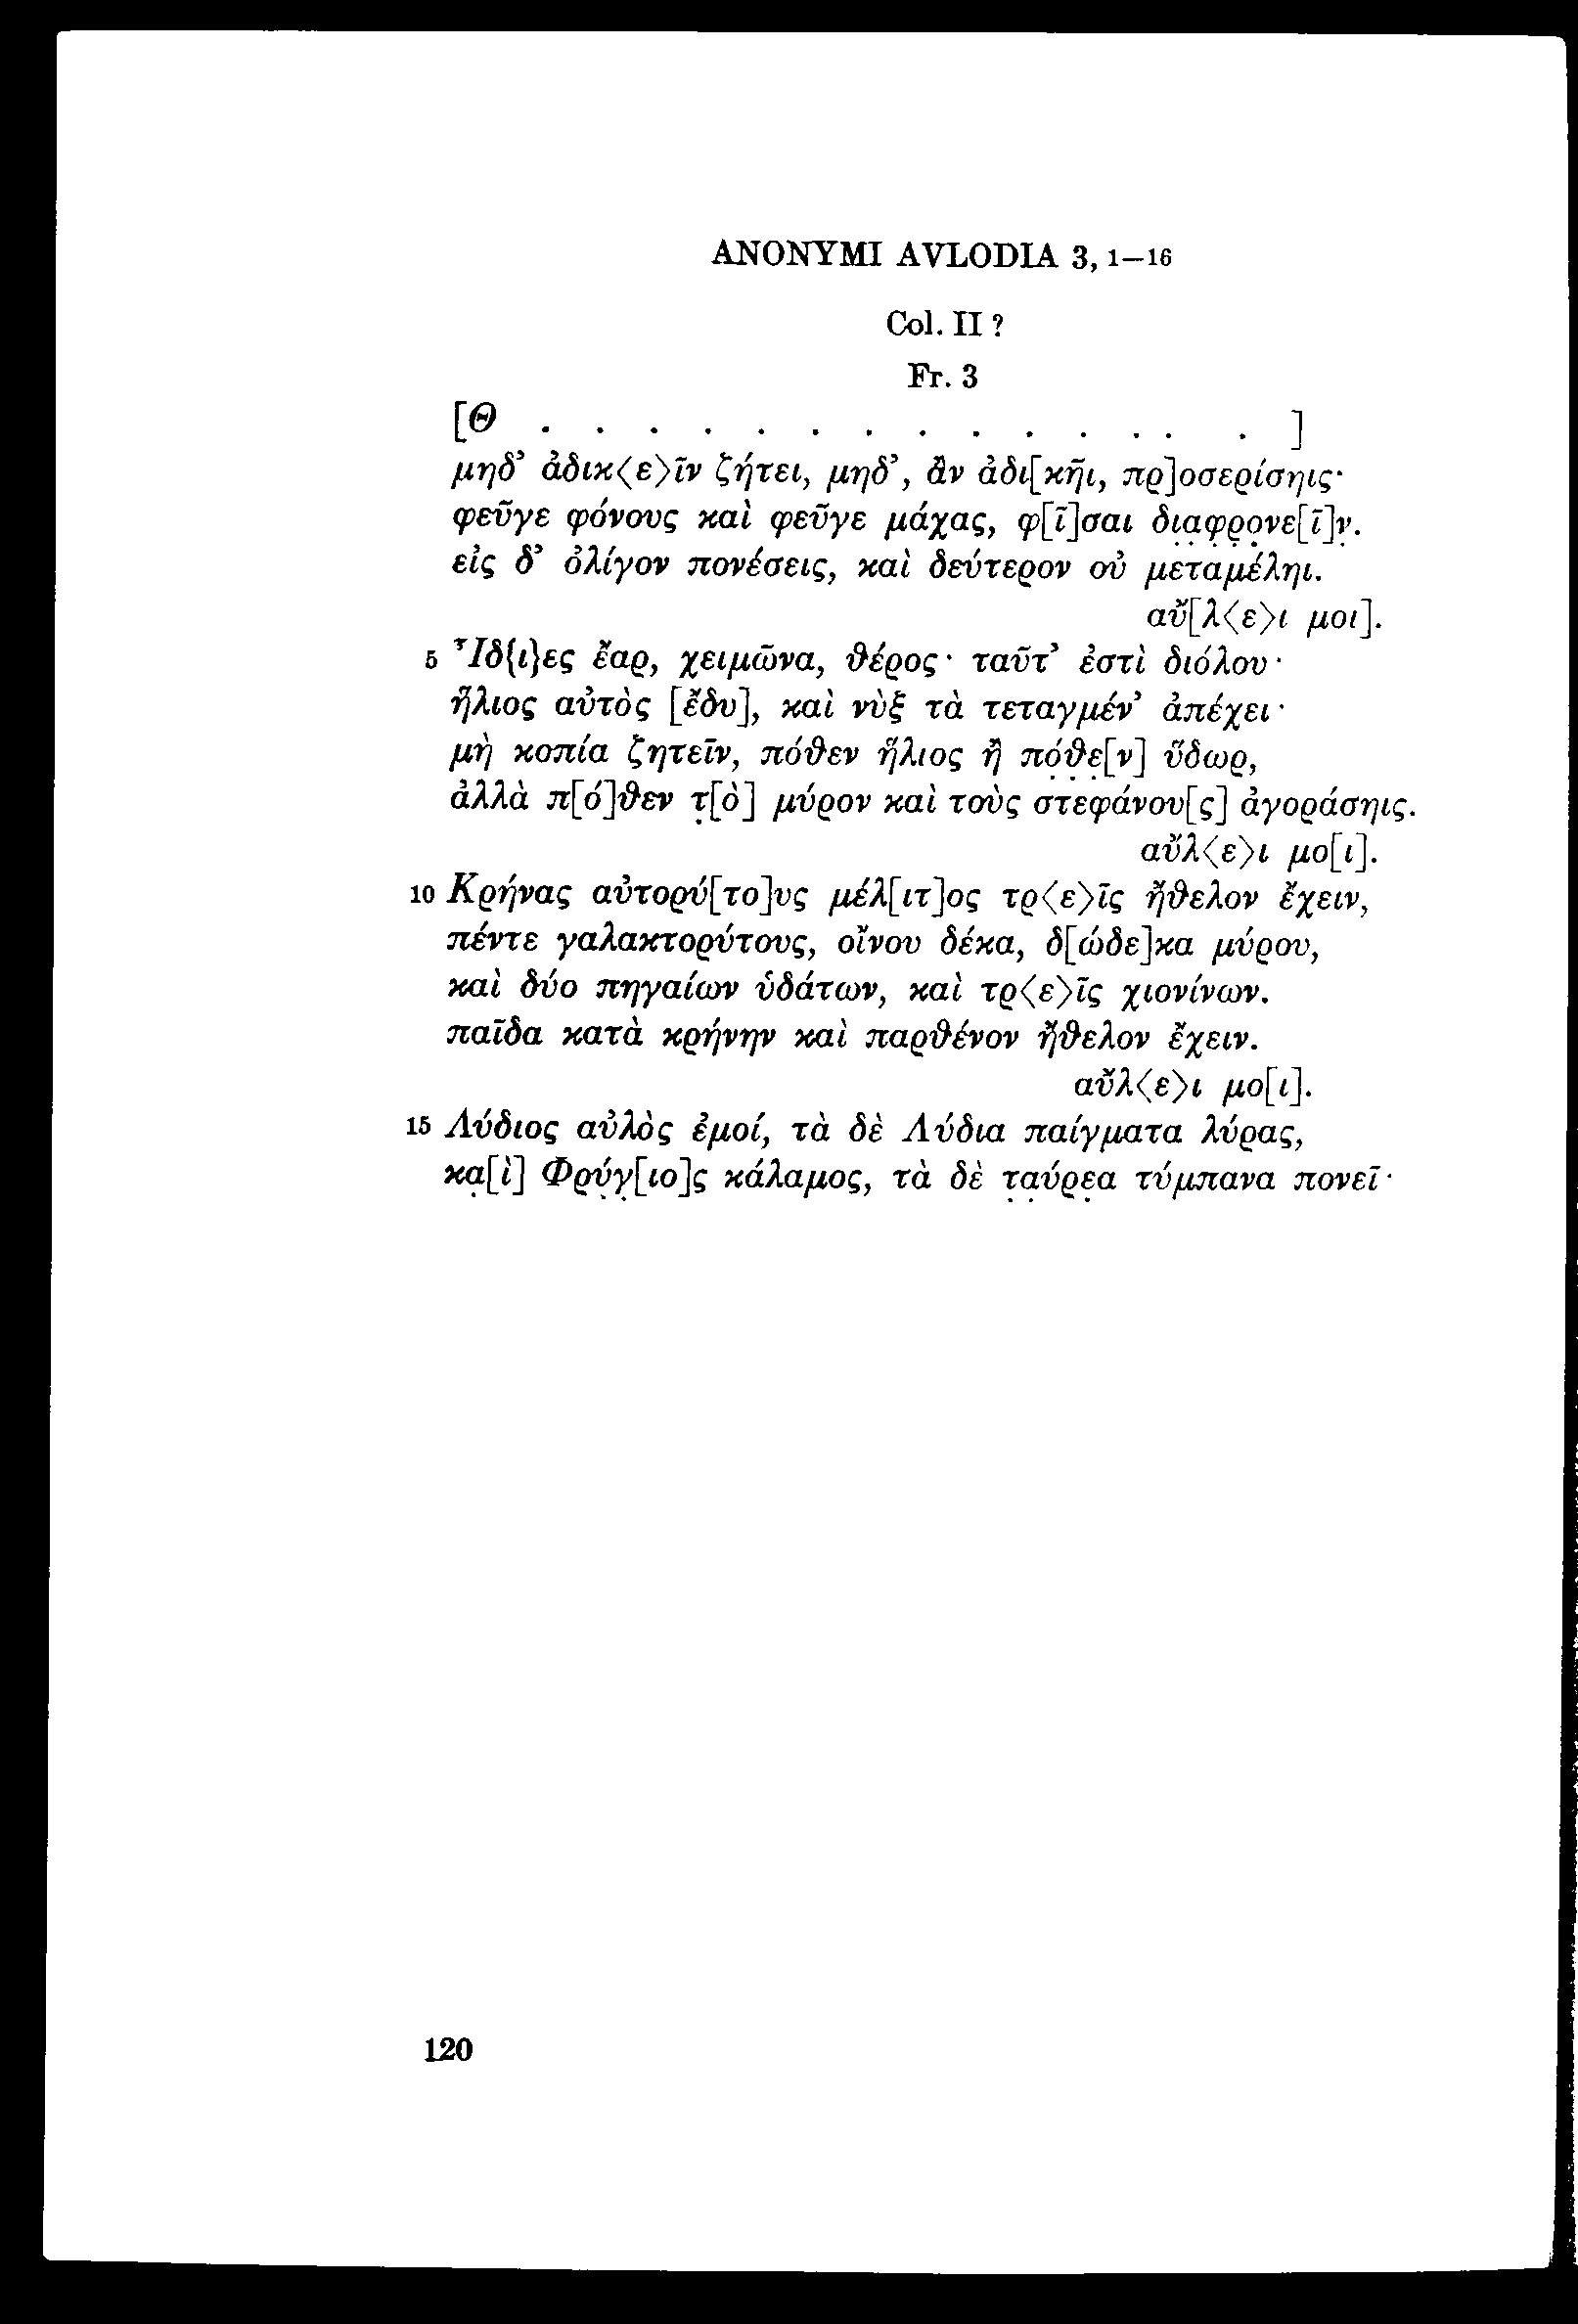 ANONYMI AVLODIA 3, 1–16
Col. II ?
Fr. 3
[Θ . . . . . . . . . . . . . . ]
μηδ’ ἀδικ⟨ε⟩ῖν ζήτει, μηδ’, ἂν ἀδι[κῆι, πρ]οσερίσηις·
φεῦγε φόνους καὶ φεῦγε μάχας, φ[ῖ]σαι δια̣φ̣ρ̣ο̣νε[ῖ]ν̣.
εἰς δ’ ὀλίγον πονέσεις, καὶ δεύτερον οὐ μεταμέληι.
αὔ[λ⟨ε⟩ι μοι].
5 Ἶδ{ι}ες ἔαρ, χειμῶνα, θέρος· ταῦτ’ ἐστὶ διόλου·
ἥλιος αὐτὸς [ἔδυ], καὶ νὺξ τὰ τεταγμέν’ ἀπέχει·
μὴ κοπία ζητεῖν, πόθεν ἥλιος ἢ πό̣θ̣ε̣[ν] ὕδωρ,
ἀλλὰ π[ό]θεν τ̣[ὸ] μύρον καὶ τοὺς στεφάνου[ς] ἀγοράσηις.
αὔλ⟨ε⟩ι μο[ι].
10 Κρήνας αὐτορύ[το]υς μέλ[ιτ]ος τρ⟨ε⟩ῖς ἤθελον ἔχειν,
πέντε γαλακτορύτους, οἴνου δέκα, δ[ώδε]κα μύρου,
καὶ δύο πηγαίων ὑδάτων, καὶ τρ⟨ε⟩ῖς χιονίνων.
παῖδα κατὰ κρήνην καὶ παρθένον ἤθελον ἔχειν.
αὔλ⟨ε⟩ι μο[ι].
15 Λύδιος αὐλὸς ἐμοί, τὰ δὲ Λύδια παίγματα λύρας,
κα̣[ὶ] Φρύ̣γ̣[ιο]ς κάλαμος, τὰ δὲ τ̣α̣ύρ̣ε̣α τύμπανα πονεῖ·
120